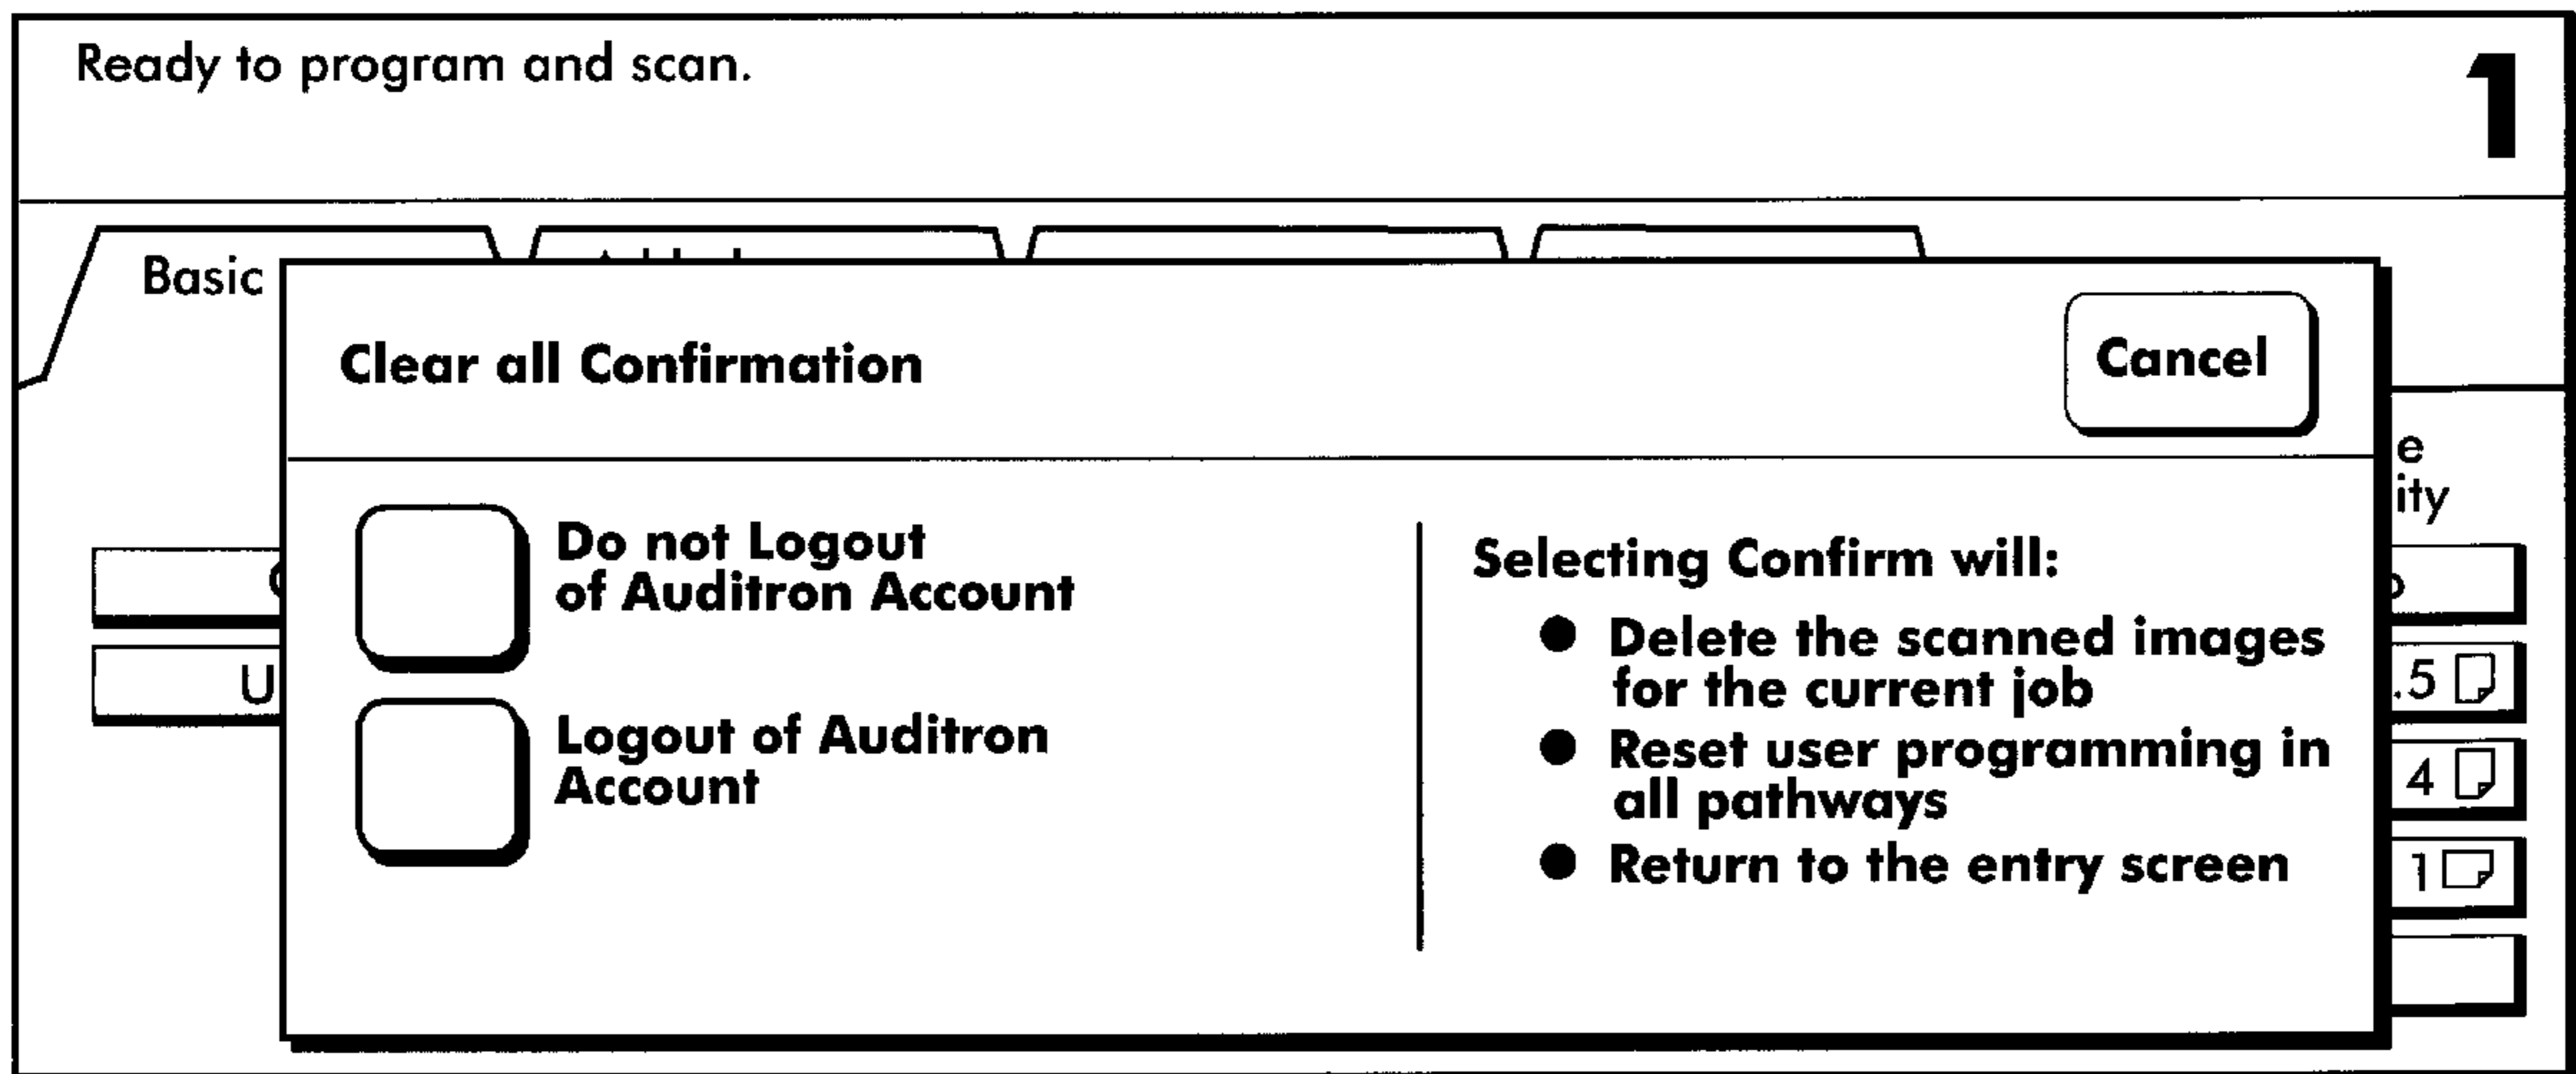 Ready to program and scan.
1
Basic
Clear all Confirmation
Cancel
Do not Logout
of Auditron Account
Logout of Auditron
Account
Selecting Confirm will:
● Delete the scanned images
for the current job
● Reset user programming in
all pathways
● Return to the entry screen
e
ity
U
.5
4
1